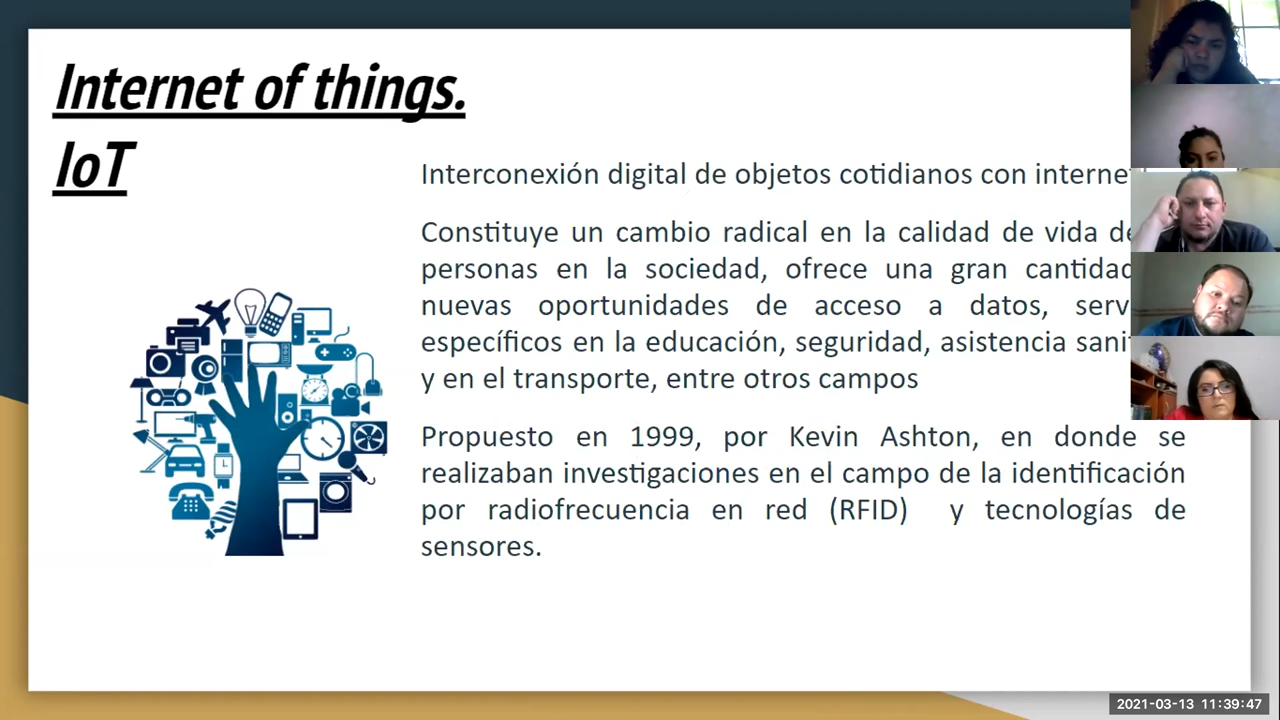 Internet of things.
IoT
Interconexión digital de objetos cotidianos con internet
Constituye un cambio radical en la calidad de vida de
personas en la sociedad, ofrece una gran cantidad
nuevas oportunidades de acceso a datos,
específicos en la educación, seguridad, asistencia
y en el transporte, entre otros campos
Propuesto en 1999, por Kevin Ashton, en donde se
realizaban investigaciones en el campo de la identificación
por radiofrecuencia en red (RFID) y tecnologías de
sensores.
2021-03-13 11:39:47